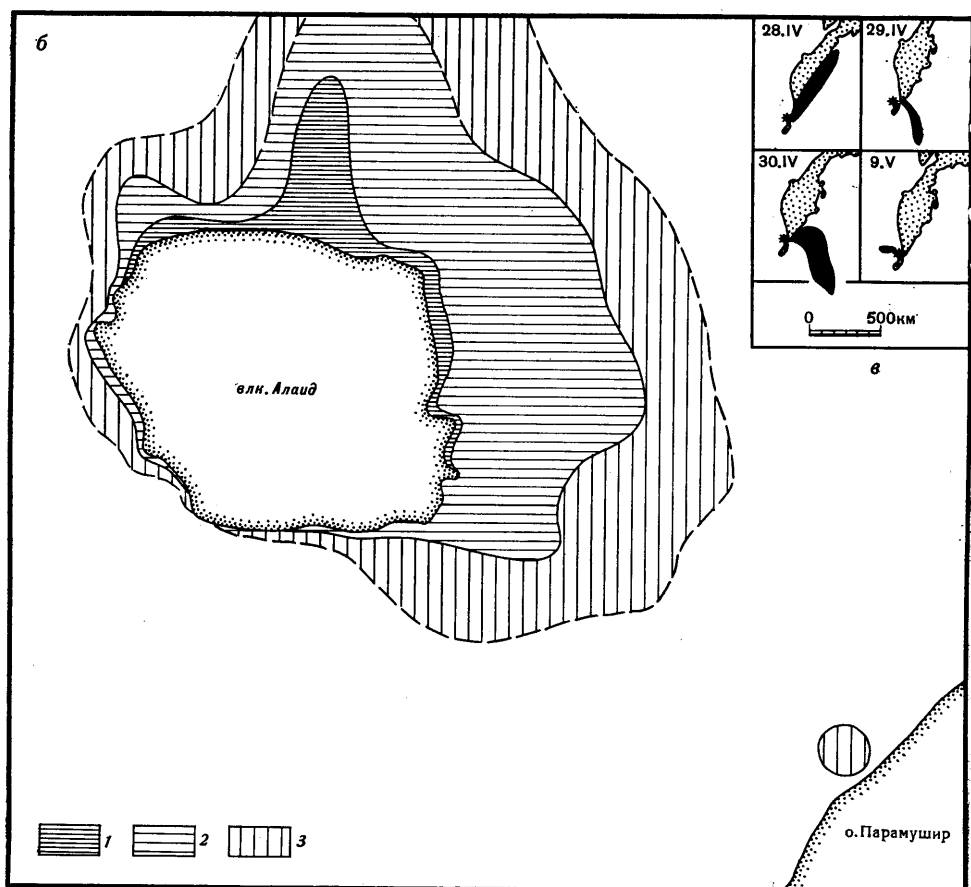 б
28.IV
29.IV
30.IV
9.V
0 500км
в
влк. Алаид
1
2
3
о. Парамушир